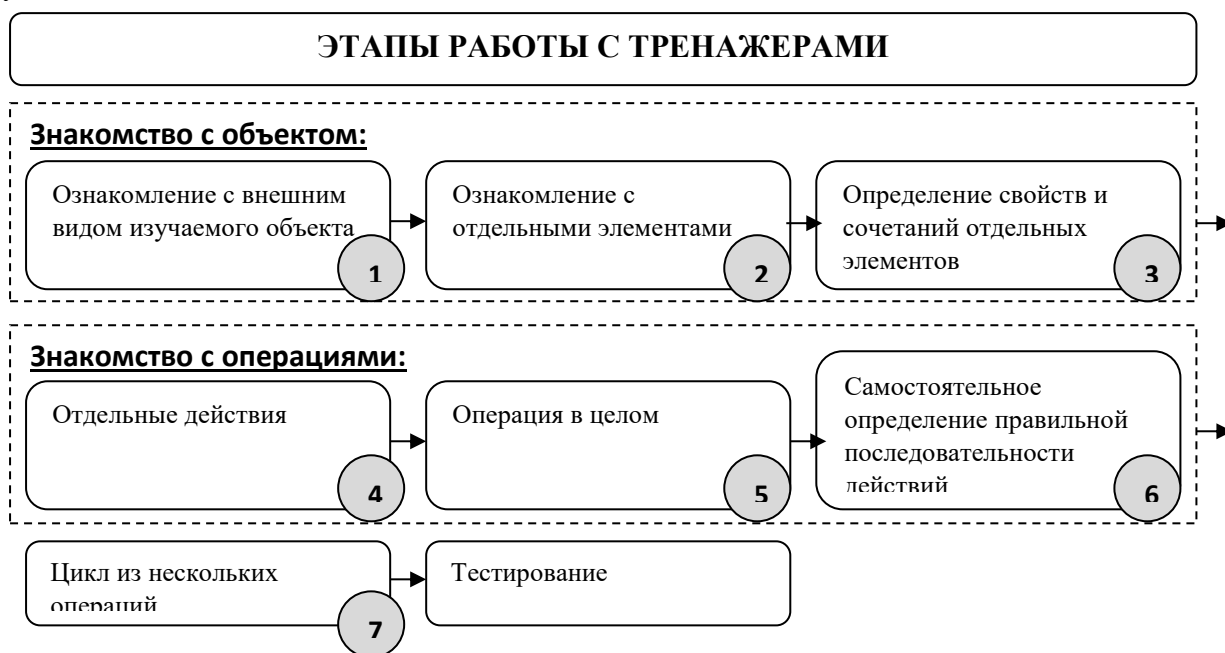 ЭТАПЫ РАБОТЫ С ТРЕНАЖЕРАМИ
Знакомство с объектом:
Ознакомление с внешним
видом изучаемого объекта
1
Ознакомление с
отдельными элементами
2
Определение свойств и
сочетаний отдельных
элементов
3
Знакомство с операциями:
Отдельные действия
4
Операция в целом
5
Самостоятельное
определение правильной
последовательности
действий
6
Цикл из нескольких
операций
7
Тестирование